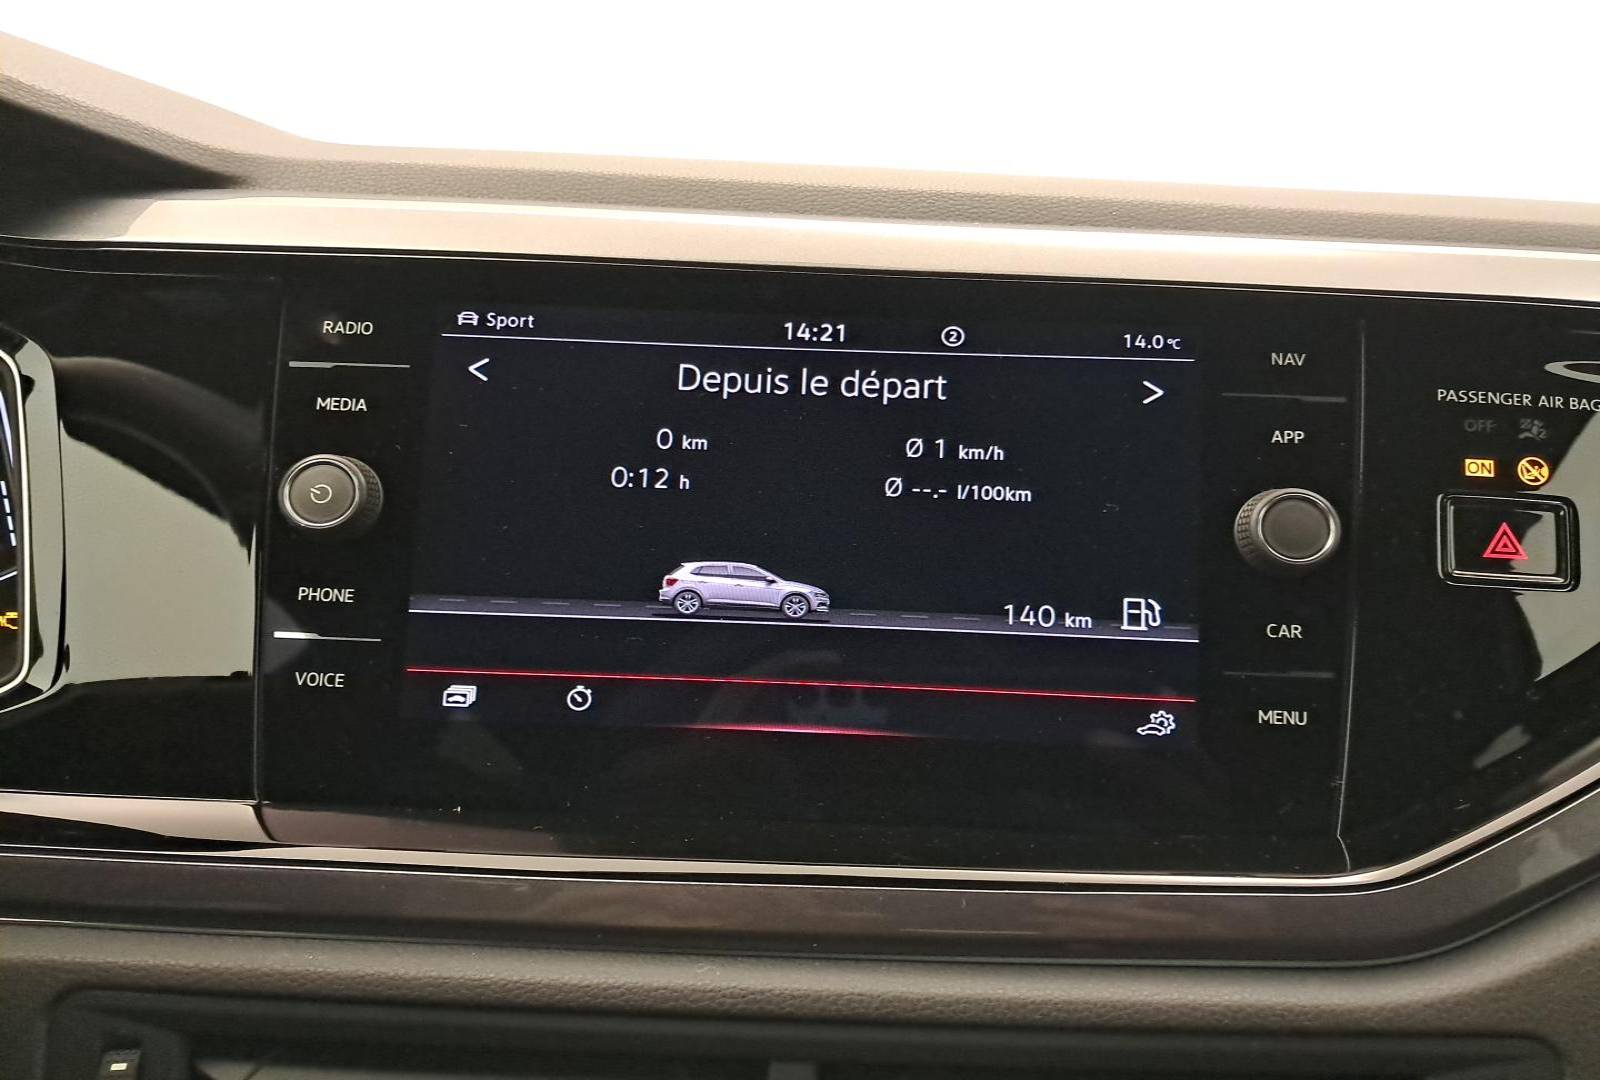 RADIO
MEDIA
PHONE
VOICE
Sport
14:21
2
14.0°C
< Depuis le départ >
0 km
Ø 1 km/h
0:12 h
Ø --.- l/100km
140 km
NAV
APP
CAR
MENU
PASSENGER AIR BAG
OFF
ON